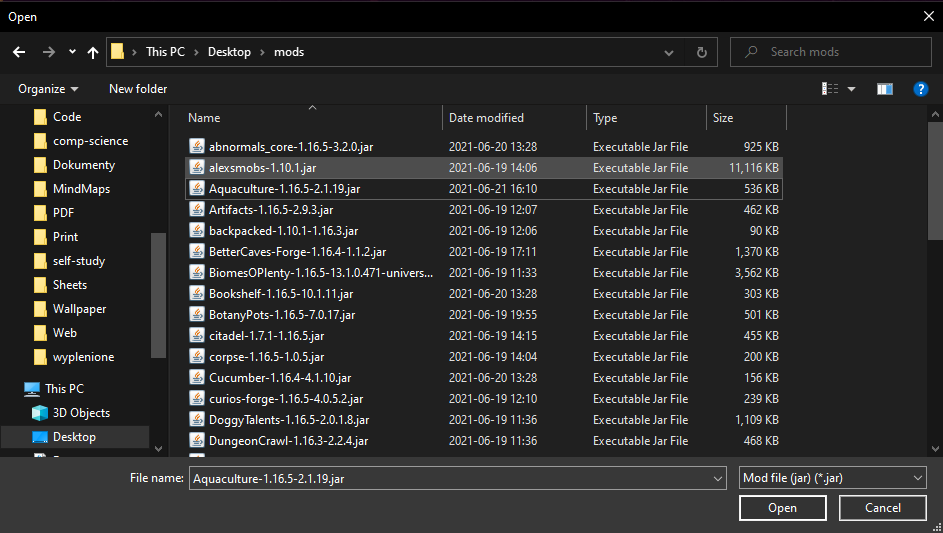 Open
This PC > Desktop > mods
Search mods
Organize
New folder
Name Date modified Type Size
Code
comp-science
Dokumenty
MindMaps
PDF
Print
self-study
Sheets
Wallpaper
Web
wyplenione
This PC
3D Objects
Desktop
abnormals_core-1.16.5-3.2.0.jar 2021-06-20 13:28 Executable Jar File 925 KB
alexsmobs-1.10.1.jar 2021-06-19 14:06 Executable Jar File 11,116 KB
Aquaculture-1.16.5-2.1.19.jar 2021-06-21 16:10 Executable Jar File 536 KB
Artifacts-1.16.5-2.9.3.jar 2021-06-19 12:07 Executable Jar File 462 KB
backpacked-1.10.1-1.16.3.jar 2021-06-19 12:06 Executable Jar File 90 KB
BetterCaves-Forge-1.16.4-1.1.2.jar 2021-06-19 17:11 Executable Jar File 1,370 KB
BiomesOPlenty-1.16.5-13.1.0.471-univers... 2021-06-19 11:33 Executable Jar File 3,562 KB
Bookshelf-1.16.5-10.1.11.jar 2021-06-20 13:28 Executable Jar File 303 KB
BotanyPots-1.16.5-7.0.17.jar 2021-06-19 19:55 Executable Jar File 501 KB
citadel-1.7.1-1.16.5.jar 2021-06-19 14:15 Executable Jar File 455 KB
corpse-1.16.5-1.0.5.jar 2021-06-19 14:04 Executable Jar File 200 KB
Cucumber-1.16.4-4.1.10.jar 2021-06-20 13:28 Executable Jar File 156 KB
curios-forge-1.16.5-4.0.5.2.jar 2021-06-19 12:10 Executable Jar File 239 KB
DoggyTalents-1.16.5-2.0.1.8.jar 2021-06-19 11:36 Executable Jar File 1,109 KB
DungeonCrawl-1.16.3-2.2.4.jar 2021-06-19 11:36 Executable Jar File 468 KB
File name: Aquaculture-1.16.5-2.1.19.jar
Mod file (jar) (*.jar)
Open
Cancel